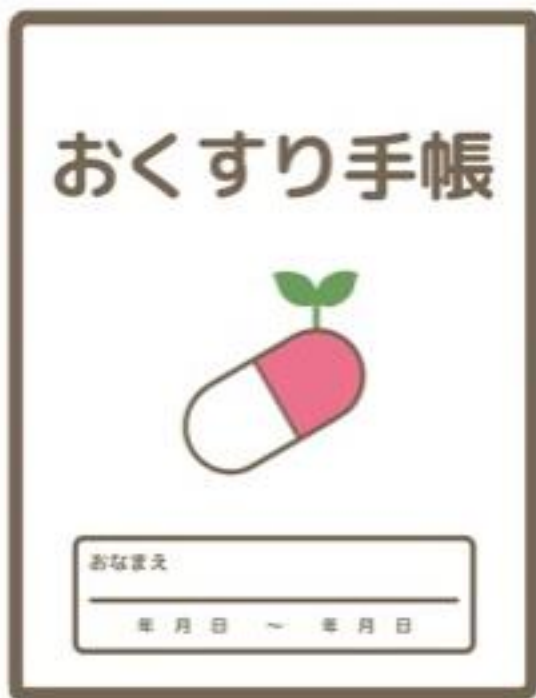 おくすり手帳
おなまえ
年 月 日 ～ 年 月 日